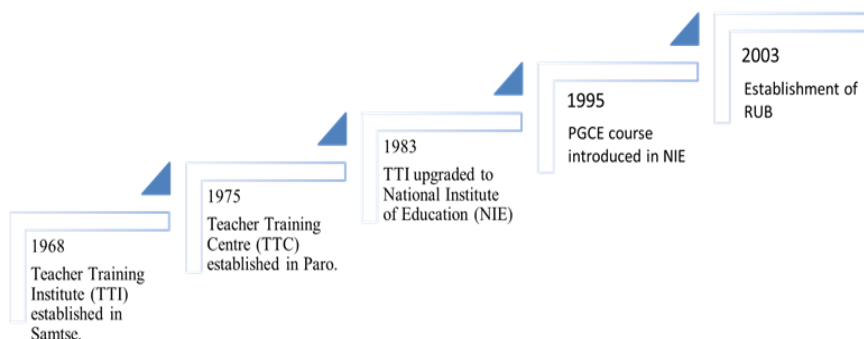 1968
Teacher Training
Institute (TTI)
established in
Samtse.
1975
Teacher Training
Centre (TTC)
established in Paro.
1983
TTI upgraded to
National Institute
of Education (NIE)
1995
PGCE course
introduced in NIE
2003
Establishment of
RUB